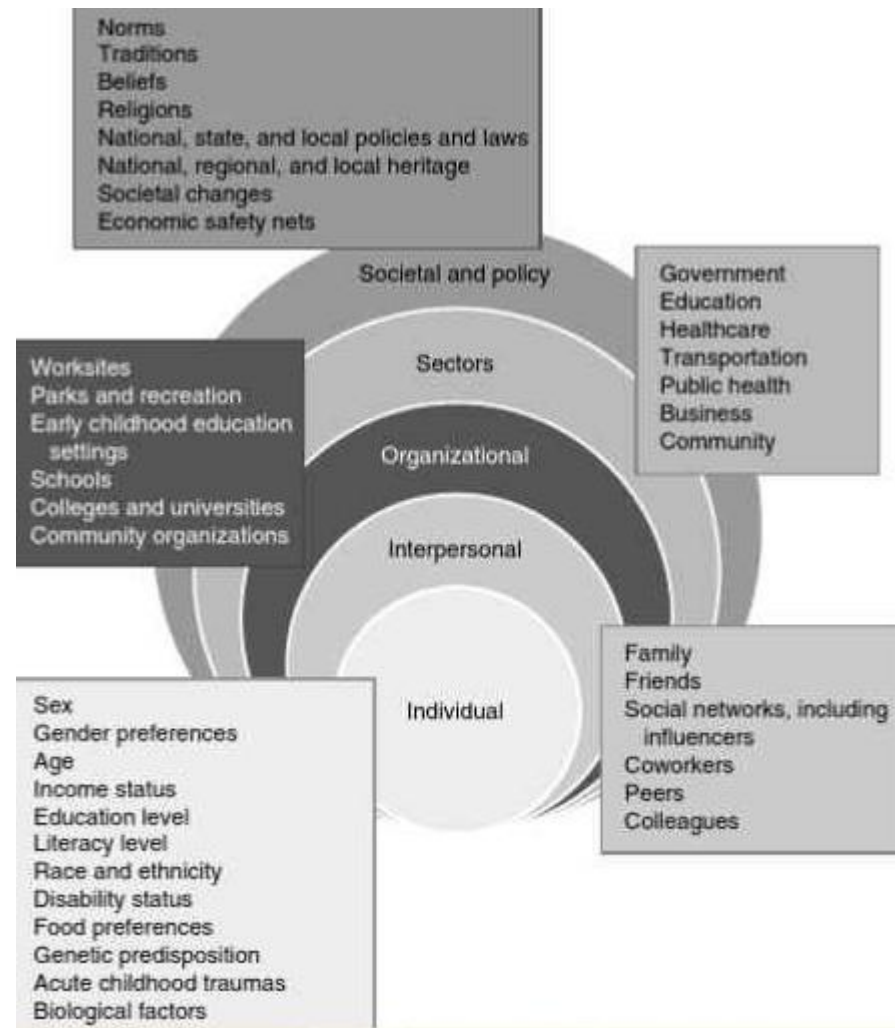 Norms
Traditions
Beliefs
Religions
National, state, and local policies and laws
National, regional, and local heritage
Societal changes
Economic safety nets
Societal and policy
Government
Education
Healthcare
Transportation
Public health
Business
Community
Sectors
Worksites
Parks and recreation
Early childhood education
settings
Schools
Colleges and universities
Community organizations
Organizational
Interpersonal
Family
Friends
Social networks, including
influencers
Coworkers
Peers
Colleagues
Individual
Sex
Gender preferences
Age
Income status
Education level
Literacy level
Race and ethnicity
Disability status
Food preferences
Genetic predisposition
Acute childhood traumas
Biological factors